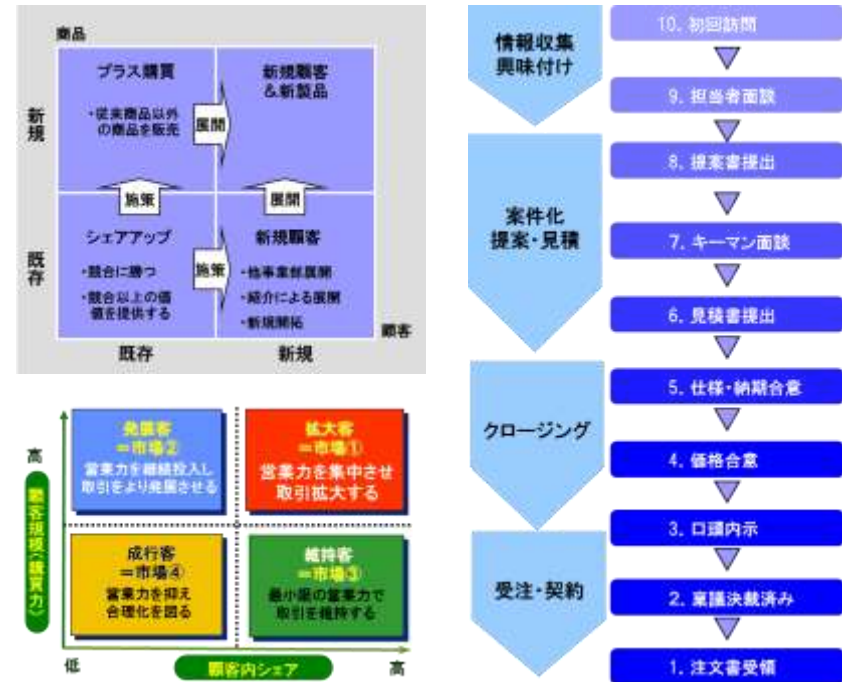 商品
新規
既存
プラス購買
・従来商品以外
の商品を販売
展開
新規顧客
&新製品
施策
展開
シェアアップ
・競合に勝つ
・競合以上の価
値を提供する
施策
新規顧客
・他事業部展開
・紹介による展開
・新規開拓
顧客
既存
新規
高
顧客規模(購買力)
発展客
=市場②
営業力を継続投入し
取引をより発展させる
拡大客
=市場①
営業力を集中させ
取引拡大する
成行客
=市場④
営業力を抑え
合理化を図る
維持客
=市場③
最小限の営業力で
取引を維持する
低
顧客内シェア
高
情報収集
興味付け
案件化
提案・見積
クロージング
受注・契約
10. 初回訪問
9. 担当者面談
8. 提案書提出
7. キーマン面談
6. 見積書提出
5. 仕様・納期合意
4. 価格合意
3. 口頭内示
2. 稟議決裁済み
1. 注文書受領